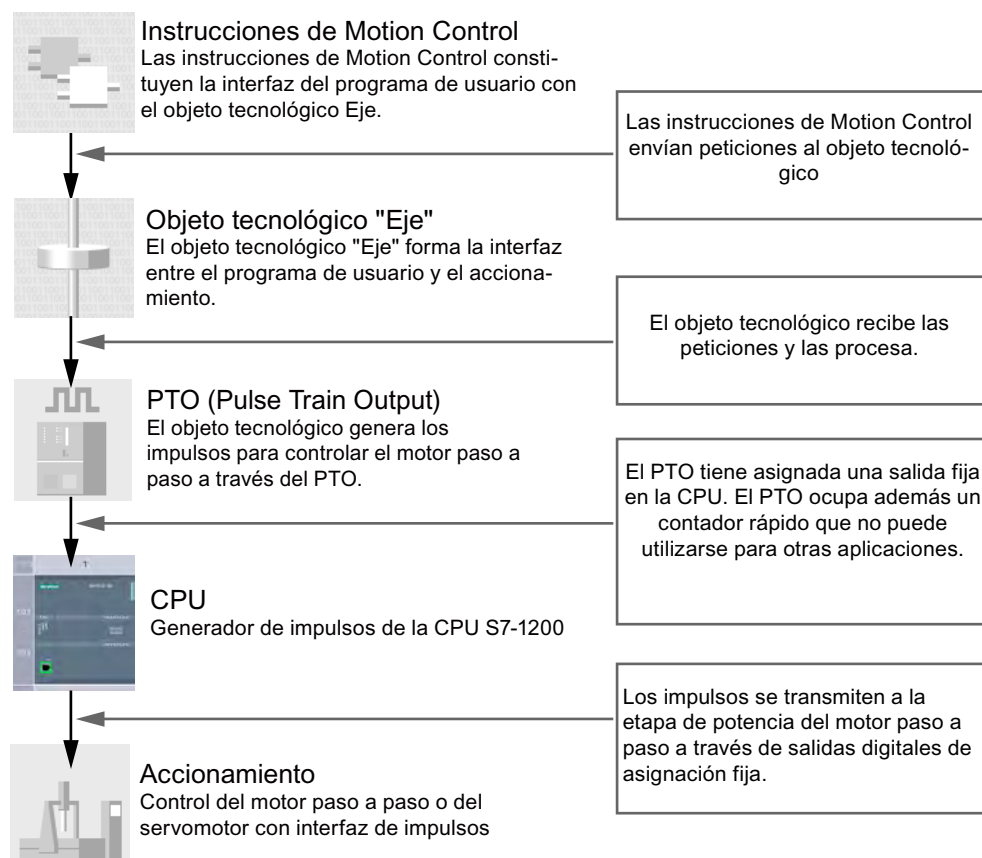 Instrucciones de Motion Control
Las instrucciones de Motion Control consti-
tuyen la interfaz del programa de usuario con
el objeto tecnológico Eje.
Las instrucciones de Motion Control
envían peticiones al objeto tecnoló-
gico
Objeto tecnológico "Eje"
El objeto tecnológico "Eje" forma la interfaz
entre el programa de usuario y el acciona-
miento.
El objeto tecnológico recibe las
peticiones y las procesa.
PTO (Pulse Train Output)
El objeto tecnológico genera los
impulsos para controlar el motor paso a
paso a través del PTO.
El PTO tiene asignada una salida fija
en la CPU. El PTO ocupa además un
contador rápido que no puede
utilizarse para otras aplicaciones.
CPU
Generador de impulsos de la CPU S7-1200
Los impulsos se transmiten a la
etapa de potencia del motor paso a
paso a través de salidas digitales de
asignación fija.
Accionamiento
Control del motor paso a paso o del
servomotor con interfaz de impulsos